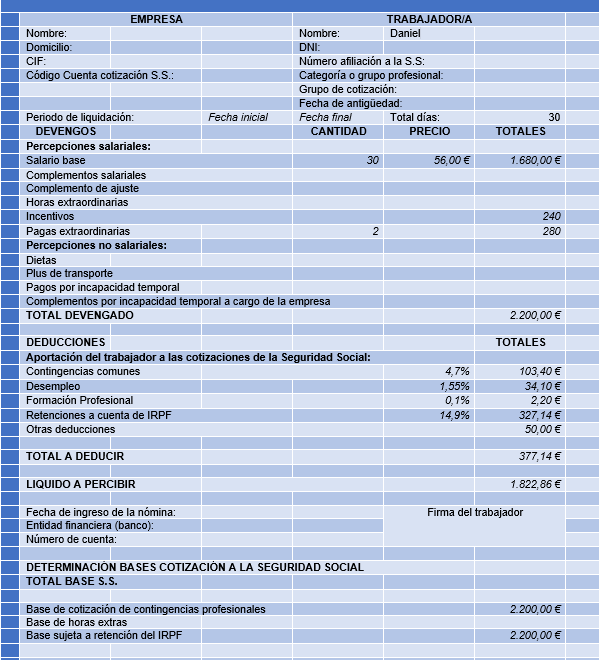 EMPRESA TRABAJADOR/A
Nombre: Nombre: Daniel
Domicilio: DNI:
CIF: Número afiliación a la S.S:
Código Cuenta cotización S.S.: Categoría o grupo profesional:
Grupo de cotización:
Fecha de antigüedad:
Periodo de liquidación: Fecha inicial Fecha final Total días: 30
DEVENGOS CANTIDAD PRECIO TOTALES
Percepciones salariales:
Salario base 30 56,00 € 1.680,00 €
Complementos salariales
Complemento de ajuste
Horas extraordinarias
Incentivos 240
Pagas extraordinarias 2 280
Percepciones no salariales:
Dietas
Plus de transporte
Pagos por incapacidad temporal
Complementos por incapacidad temporal a cargo de la empresa
TOTAL DEVENGADO 2.200,00 €
DEDUCCIONES TOTALES
Aportación del trabajador a las cotizaciones de la Seguridad Social:
Contingencias comunes 4,7% 103,40 €
Desempleo 1,55% 34,10 €
Formación Profesional 0,1% 2,20 €
Retenciones a cuenta de IRPF 14,9% 327,14 €
Otras deducciones 50,00 €
TOTAL A DEDUCIR 377,14 €
LIQUIDO A PERCIBIR 1.822,86 €
Fecha de ingreso de la nómina: Firma del trabajador
Entidad financiera (banco):
Número de cuenta:
DETERMINACIÓN BASES COTIZACIÓN A LA SEGURIDAD SOCIAL
TOTAL BASE S.S.
Base de cotización de contingencias profesionales 2.200,00 €
Base de horas extras
Base sujeta a retención del IRPF 2.200,00 €